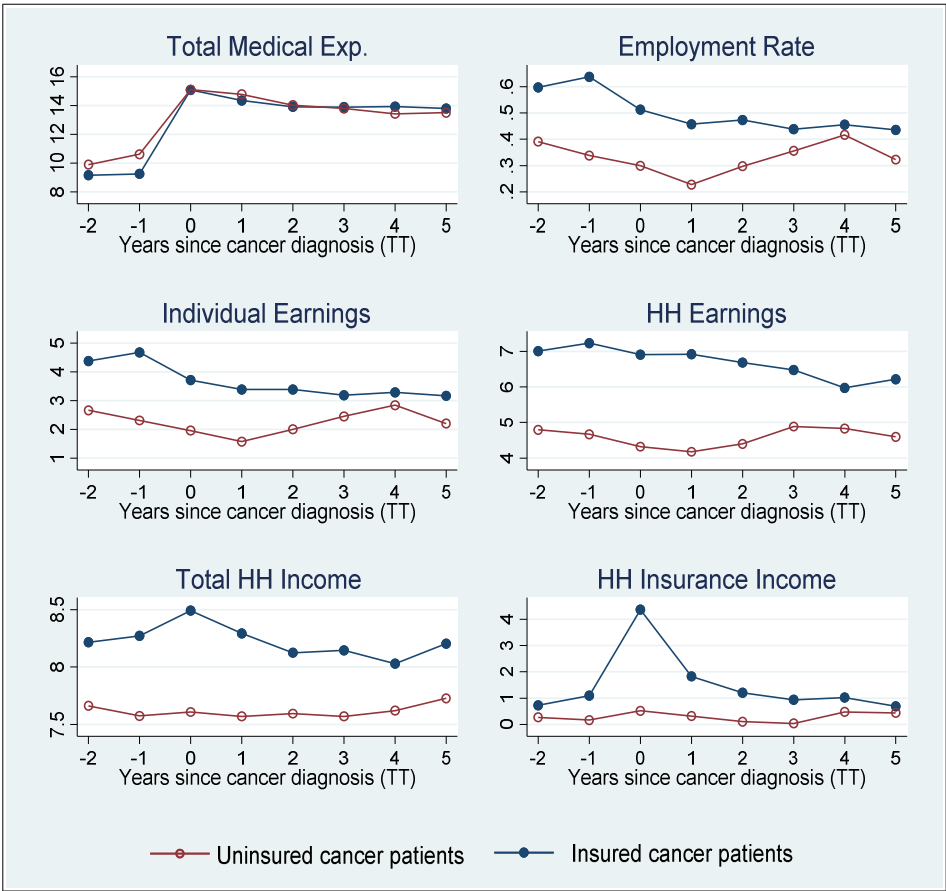 Total Medical Exp.
16
14
12
10
8
-2 -1 0 1 2 3 4 5
Years since cancer diagnosis (TT)
Employment Rate
.6
.5
.4
.3
.2
-2 -1 0 1 2 3 4 5
Years since cancer diagnosis (TT)
Individual Earnings
5
4
3
2
1
-2 -1 0 1 2 3 4 5
Years since cancer diagnosis (TT)
HH Earnings
7
6
5
4
-2 -1 0 1 2 3 4 5
Years since cancer diagnosis (TT)
Total HH Income
8.5
8
7.5
-2 -1 0 1 2 3 4 5
Years since cancer diagnosis (TT)
HH Insurance Income
4
3
2
1
0
-2 -1 0 1 2 3 4 5
Years since cancer diagnosis (TT)
Uninsured cancer patients Insured cancer patients